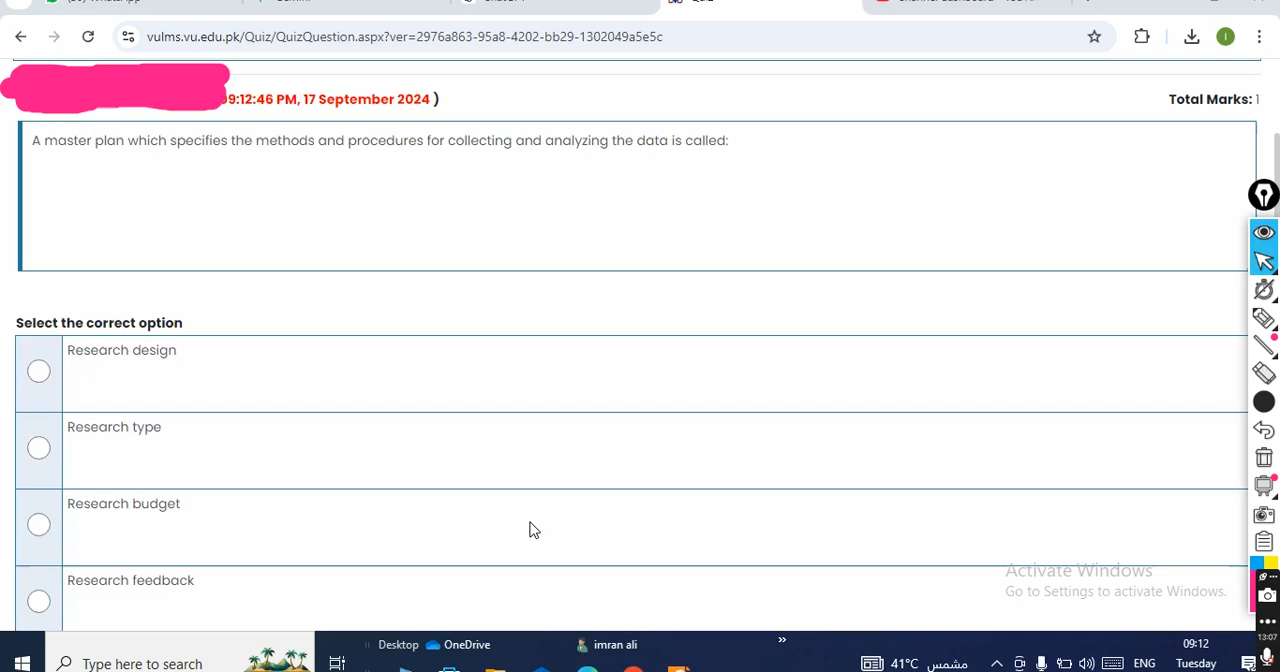 vulms.vu.edu.pk/Quiz/QuizQuestion.aspx?ver=2976a863-95a8-4202-bb29-1302049a5e5c
I
9:12:46 PM, 17 September 2024 )
Total Marks: 1
A master plan which specifies the methods and procedures for collecting and analyzing the data is called:
Select the correct option
Research design
Research type
Research budget
Research feedback
Activate Windows
Go to Settings to activate Windows.
13:07
Desktop
OneDrive
imran ali
»
09:12
Type here to search
41°C
مشمس
ENG
Tuesday